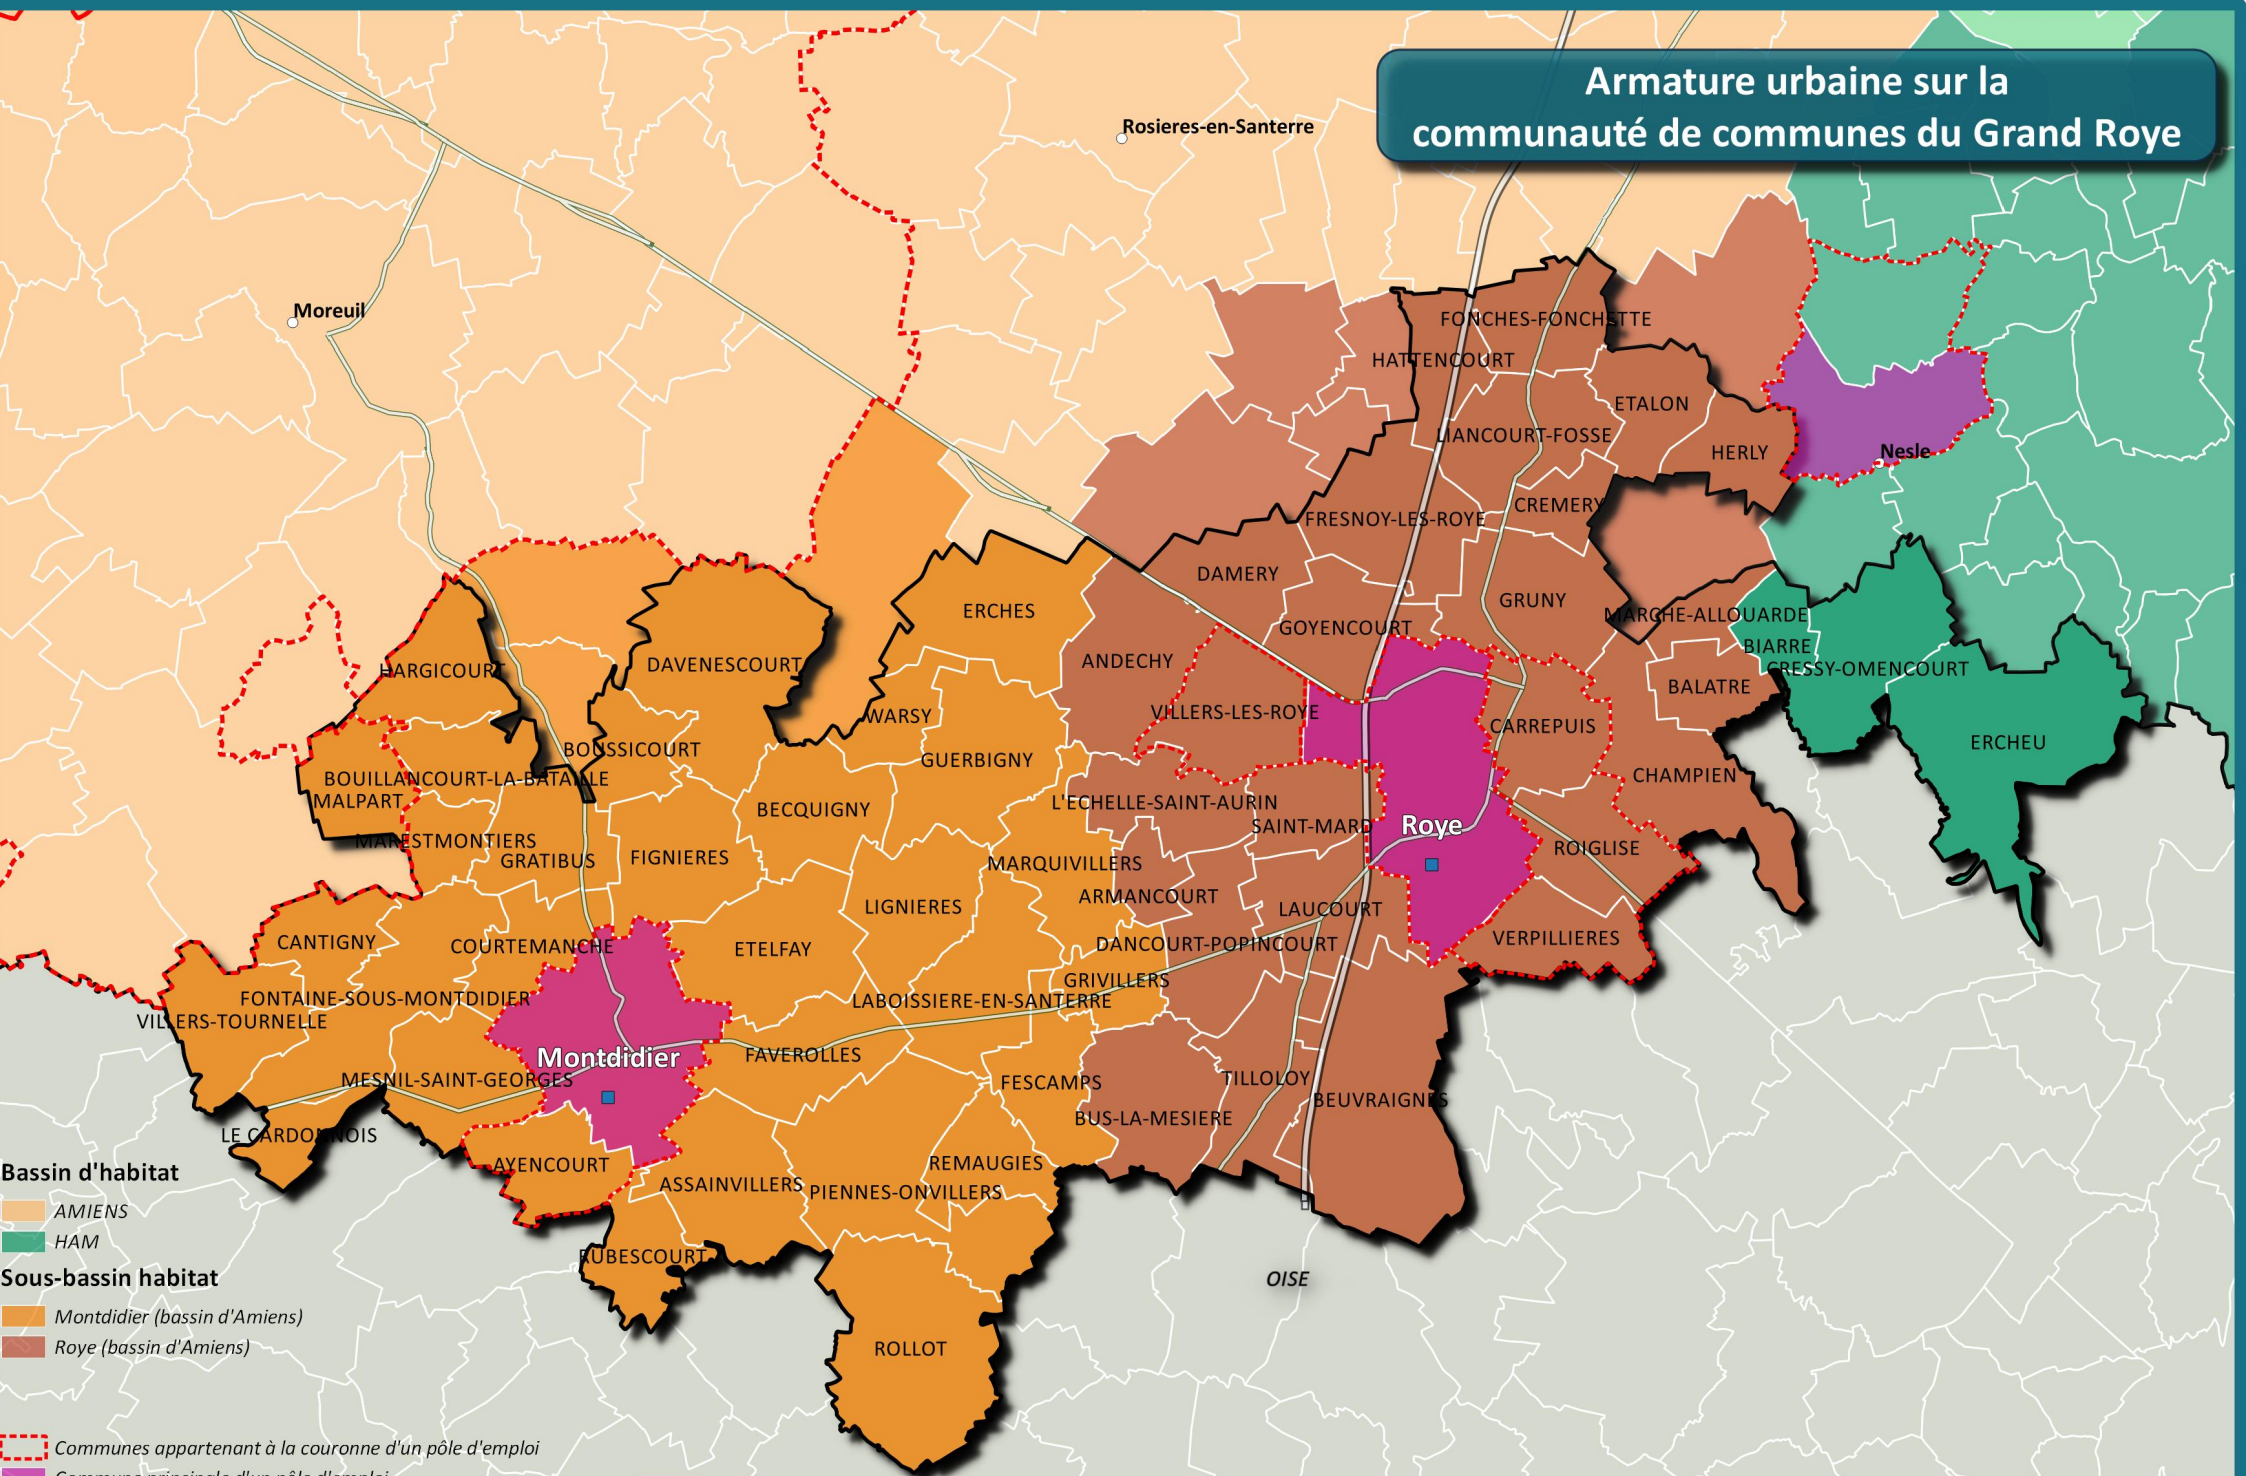 Armature urbaine sur la
communauté de communes du Grand Roye
Rosieres-en-Santerre
Moreuil
FONCHES-FONCHETTE
HATTENCOURT
ETALON
LIANCOURT-FOSSE
HERLY
Nesle
CREMERY
FRESNOY-LES-ROYE
DAMERY
GRUNY
ERCHES
MARCHE-ALLOUARDE
GOYENCOURT
BIARRE
ANDECHY
DAVENESCOURT
CRESSY-OMENCOURT
HARGICOURT
BALATRE
VILLERS-LES-ROYE
WARSY
CARREPUIS
ERCHEU
BOUSSICOURT
GUERBIGNY
CHAMPIEN
BOUILLANCOURT-LA-BATAILLE
MALPART
L'ECHELLE-SAINT-AURIN
BECQUIGNY
SAINT-MARD
Roye
MARESTMONTIERS
ROIGLISE
FIGNIERES
GRATIBUS
MARQUIVILLERS
ARMANCOURT
LIGNIERES
LAUCOURT
VERPILLIERES
CANTIGNY
COURTEMANCHE
ETELFAY
DANCOURT-POPINCOURT
GRIVILLERS
FONTAINE-SOUS-MONTDIDIER
LABOISSIERE-EN-SANTERRE
VILLERS-TOURNELLE
Montdidier
FAVEROLLES
MESNIL-SAINT-GEORGES
FESCAMPS
TILLOLOY
BEUVRAIGNES
BUS-LA-MESIERE
LE CARDONNOIS
AYENCOURT
REMAUGIES
ASSAINVILLERS
PIENNES-ONVILLERS
RUBESCOURT
OISE
ROLLOT
Bassin d'habitat
AMIENS
HAM
Sous-bassin habitat
Montdidier (bassin d'Amiens)
Roye (bassin d'Amiens)
Communes appartenant à la couronne d'un pôle d'emploi
Commune principale d'un pôle d'emploi